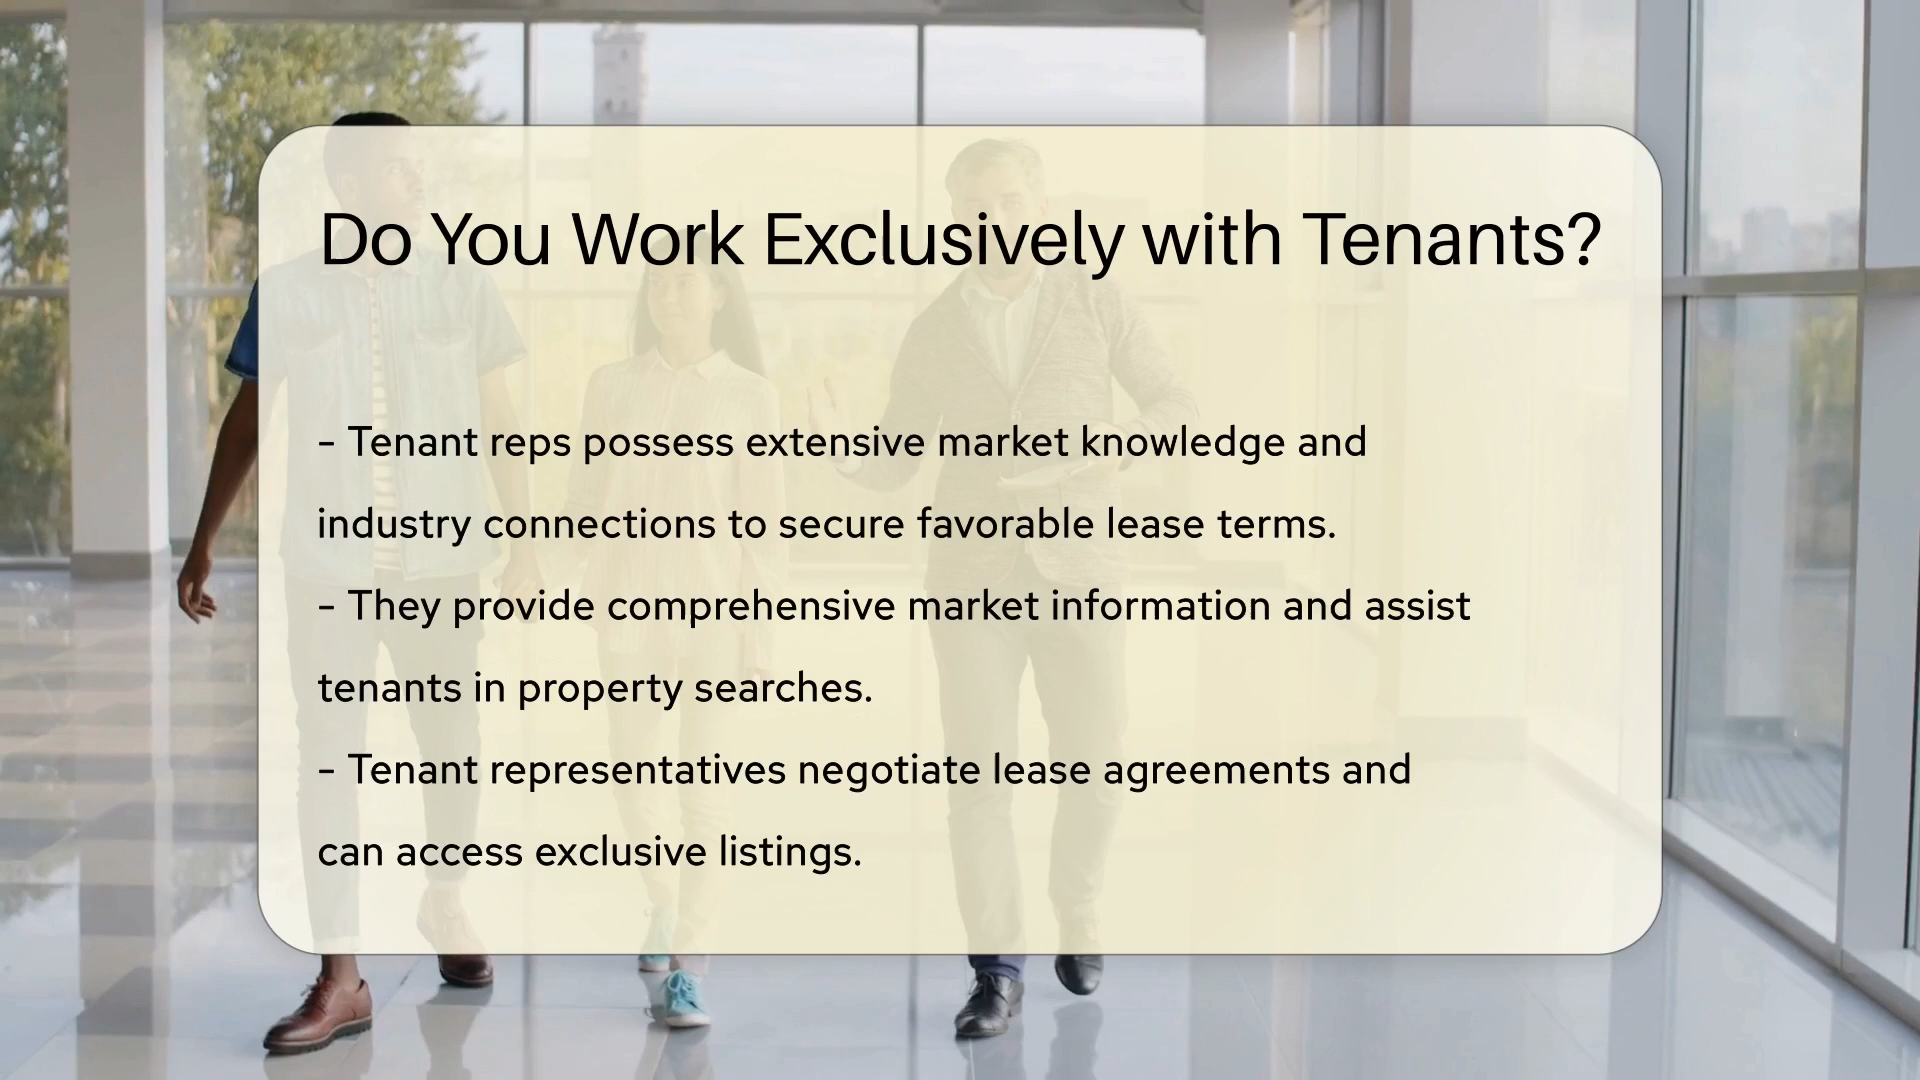 Do You Work Exclusively with Tenants?
- Tenant reps possess extensive market knowledge and
industry connections to secure favorable lease terms.
- They provide comprehensive market information and assist
tenants in property searches.
- Tenant representatives negotiate lease agreements and
can access exclusive listings.